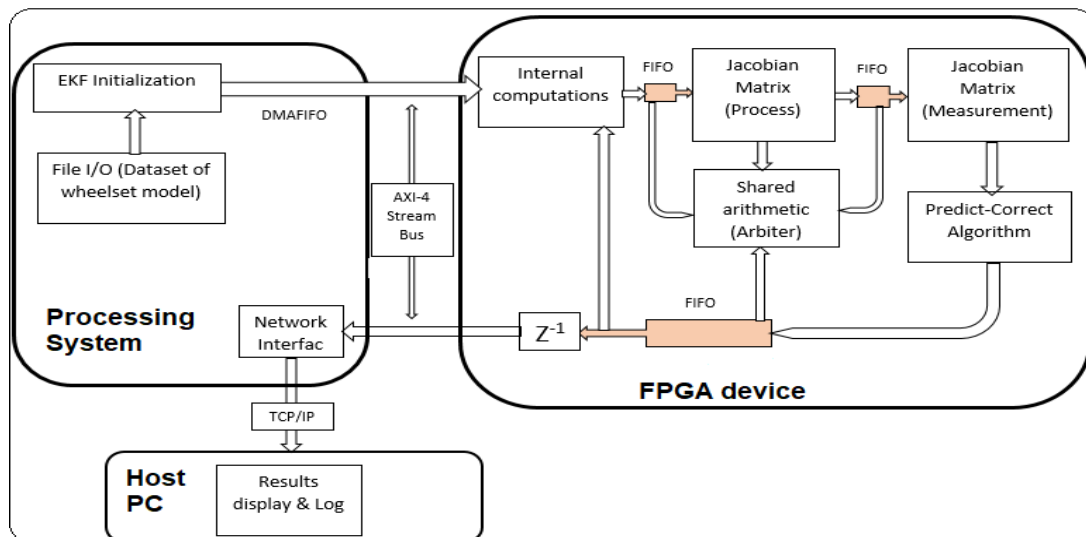 EKF Initialization
DMAFIFO
File I/O (Dataset of
wheelset model)
AXI-4
Stream
Bus
Processing
System
Network
Interfac
TCP/IP
Host
PC
Results
display & Log
Internal
computations
FIFO
Jacobian
Matrix
(Process)
FIFO
Jacobian
Matrix
(Measurement)
Shared
arithmetic
(Arbiter)
Predict-Correct
Algorithm
FIFO
Z-1
FPGA device